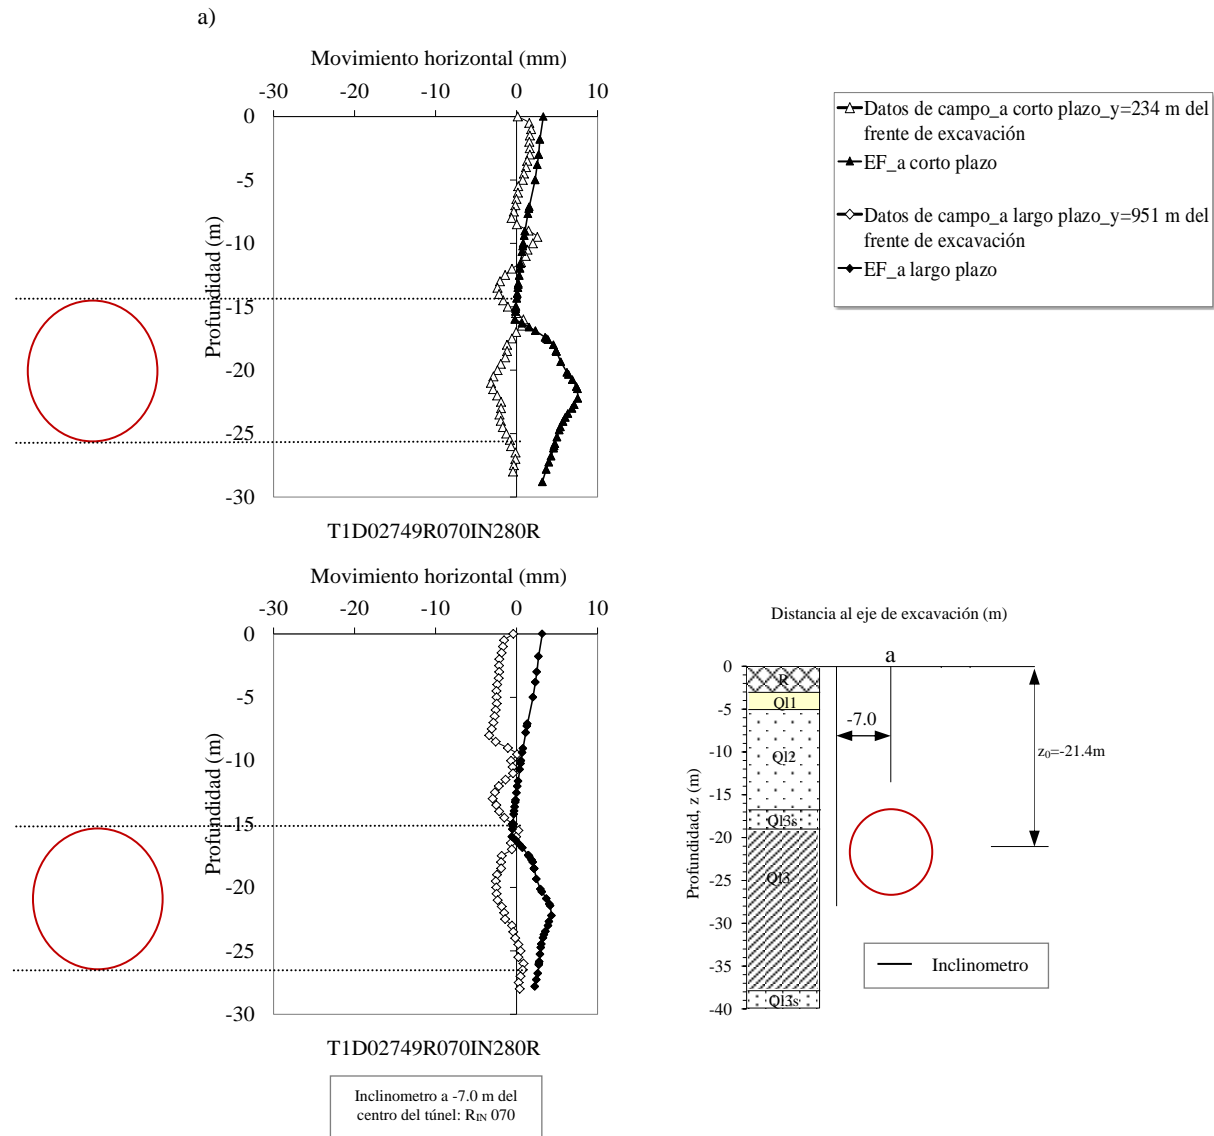 a)
Movimiento horizontal (mm)
-30 -20 -10 0 10
0
-5
-10
-15
-20
-25
-30
Profundidad (m)
T1D02749R070IN280R
Datos de campo_a corto plazo_y=234 m del
frente de excavación
EF_a corto plazo
Datos de campo_a largo plazo_y=951 m del
frente de excavación
EF_a largo plazo
Movimiento horizontal (mm)
-30 -20 -10 0 10
0
-5
-10
-15
-20
-25
-30
Profundidad (m)
T1D02749R070IN280R
Inclinometro a -7.0 m del
centro del túnel: RIN 070
Distancia al eje de excavación (m)
a
0
-5
-10
-15
-20
-25
-30
-35
-40
Profundidad, z (m)
R
Ql1
Ql2
Ql3s
Ql3
Ql3s
-7.0
z0=-21.4m
Inclinometro